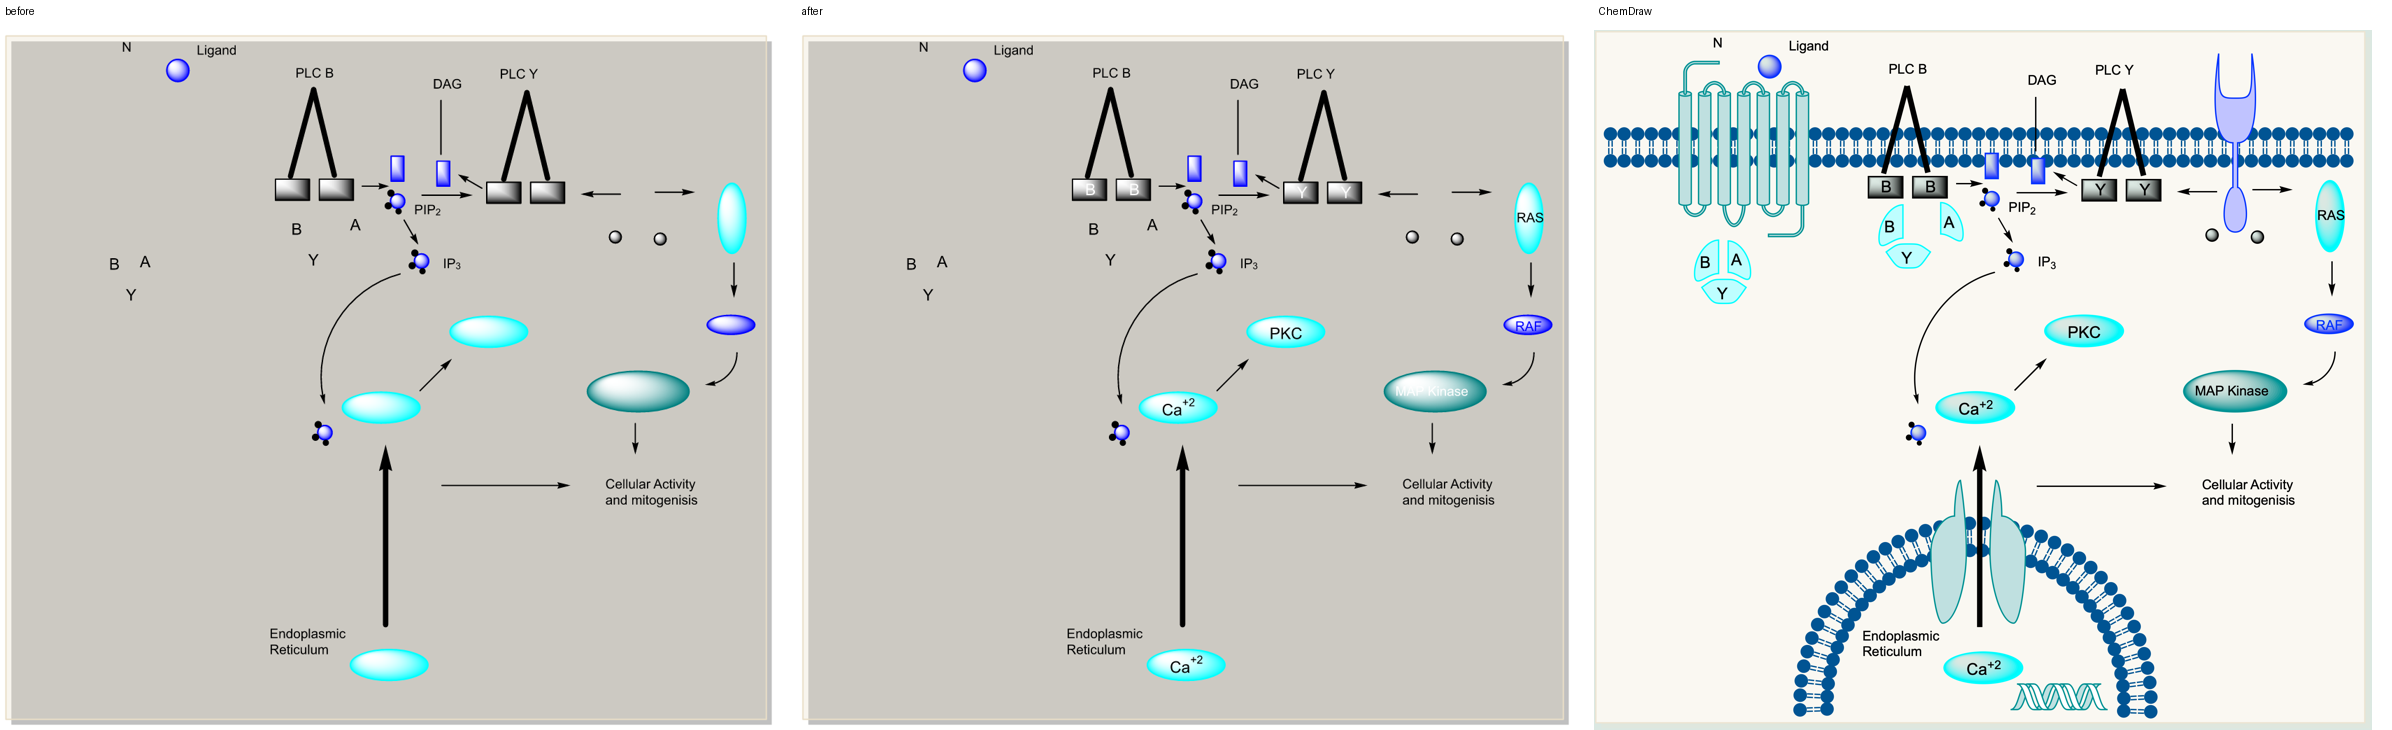 before
N
Ligand
PLC B
DAG
PLC Y
PIP2
B
A
Y
IP3
B
A
Y
Cellular Activity
and mitogenisis
Endoplasmic
Reticulum
after
N
Ligand
PLC B
DAG
PLC Y
B
B
Y
Y
PIP2
RAS
B
A
Y
IP3
B
A
Y
RAF
PKC
MAP Kinase
Ca+2
Cellular Activity
and mitogenisis
Endoplasmic
Reticulum
Ca+2
ChemDraw
N
Ligand
PLC B
DAG
PLC Y
B
B
Y
Y
PIP2
RAS
B
A
Y
IP3
B
A
Y
RAF
PKC
MAP Kinase
Ca+2
Cellular Activity
and mitogenisis
Endoplasmic
Reticulum
Ca+2